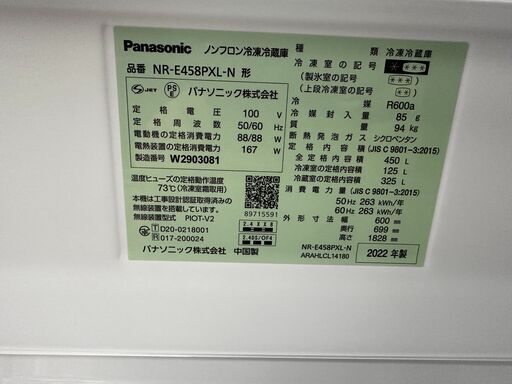 Panasonic ノンフロン冷凍冷蔵庫
品番 NR-E458PXL-N 形
S JET PS E パナソニック株式会社
定格電圧 100 V
定格周波数 50/60 Hz
電動機の定格消費電力 88/88 W
電熱装置の定格消費電力 167 W
製造番号 W2903081
温度ヒューズの定格動作温度
73℃(冷凍室霜取用)
本機は工事設計認証取得済みの
無線装置を搭載しています。
無線装置型式 PIOT-V2
T 020-0218001
R 017-200024
パナソニック株式会社 中国製
89715591
2.4 X X 8
2.4DS/OF4
種類 冷凍冷蔵庫
冷凍室の記号 * ***
(製氷室の記号 ***)
(上段冷凍室の記号 ***)
冷媒 R600a
冷媒封入量 85 g
質量 94 kg
断熱発泡ガス シクロペンタン
定格内容積 (JIS C 9801-3:2015)
全定格内容積 450 L
冷凍室の定格内容積 125 L
冷蔵室の定格内容積 325 L
消費電力量 (JIS C 9801-3:2015)
50Hz 263 kWh/年
60Hz 263 kWh/年
外形寸法 幅 600 mm
奥行 699 mm
高さ 1828 mm
NR-E458PXL-N
ARAHLCL14180
2022 年製